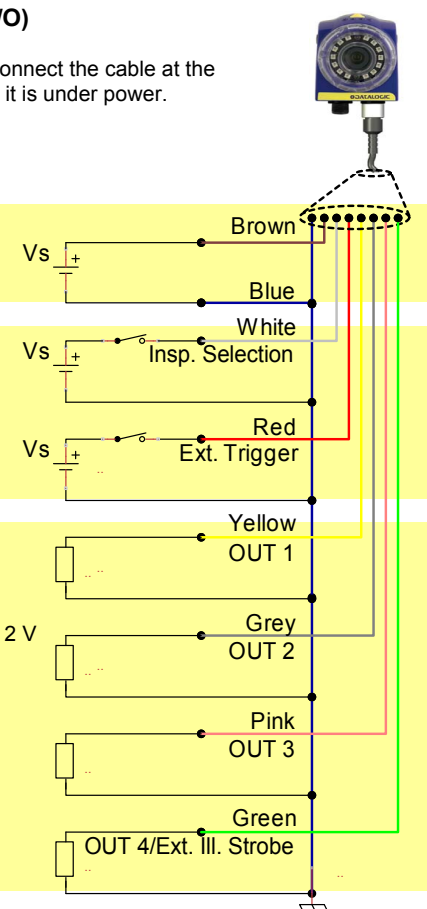 /O)
onnect the cable at the
it is under power.
DATALOGIC
Brown
Vs
+
Blue
White
Vs
+
Insp. Selection
Red
Vs
+
Ext. Trigger
Yellow
OUT 1
2 V
Grey
OUT 2
Pink
OUT 3
Green
OUT 4/Ext. Ill. Strobe